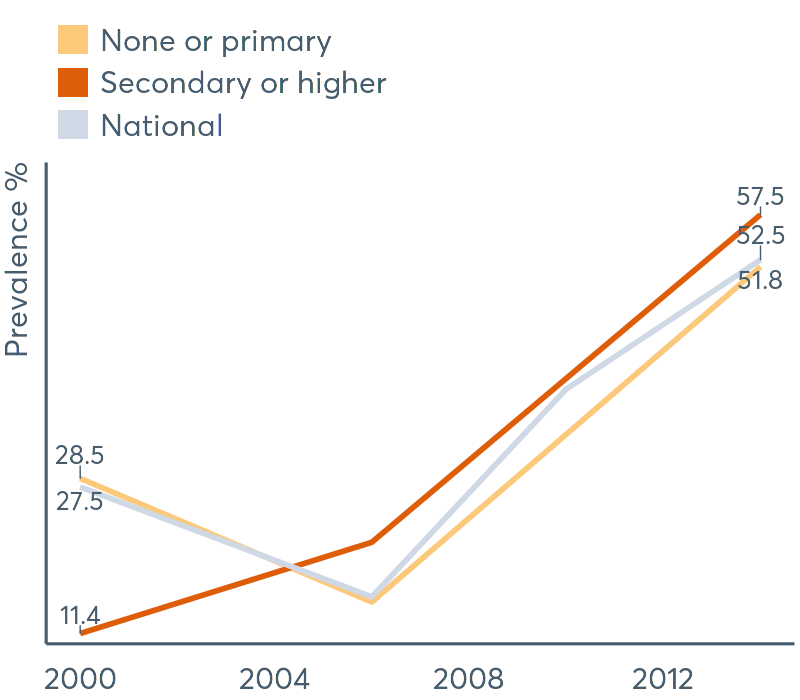 None or primary
Secondary or higher
National
Prevalence %
57.5
52.5
51.8
28.5
27.5
11.4
2000 2004 2008 2012